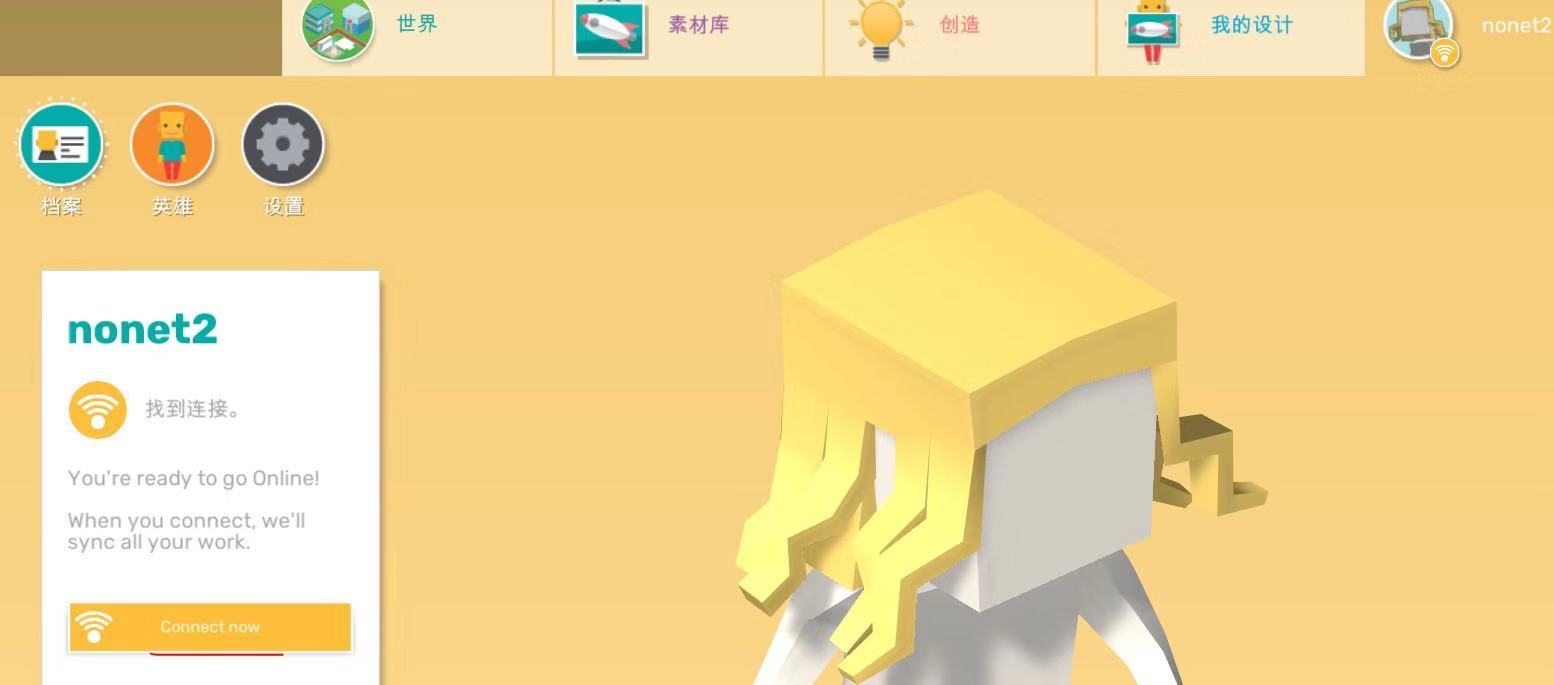 世界
素材库
创造
我的设计
nonet2
档案
英雄
设置
nonet2
找到连接。
You're ready to go Online!
When you connect, we'll
sync all your work.
Connect now